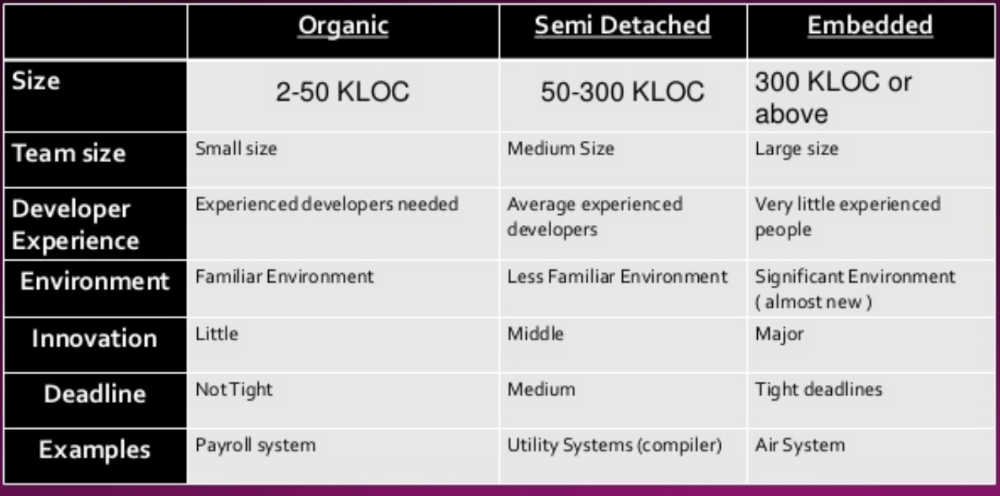 Organic Semi Detached Embedded
Size 2-50 KLOC 50-300 KLOC 300 KLOC or
above
Team size Small size Medium Size Large size
Developer Experienced developers needed Average experienced Very little experienced
Experience developers people
Environment Familiar Environment Less Familiar Environment Significant Environment
( almost new )
Innovation Little Middle Major
Deadline Not Tight Medium Tight deadlines
Examples Payroll system Utility Systems (compiler) Air System